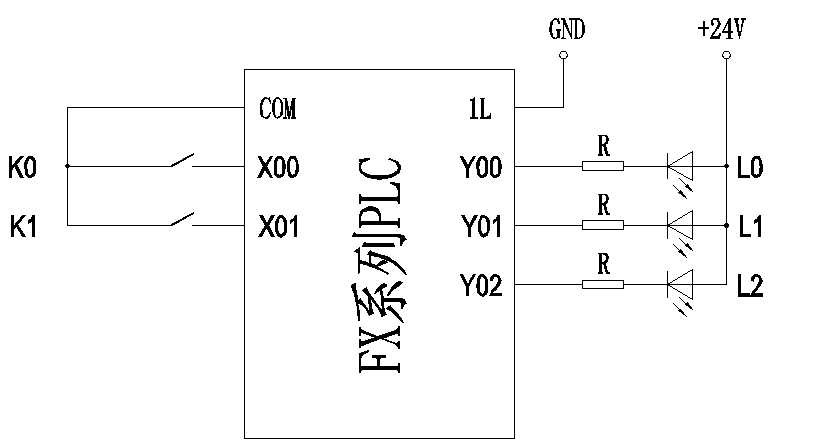 GND
+24V
COM
1L
R
K0
X00
Y00
L0
R
K1
X01
Y01
L1
R
Y02
L2
FX系列PLC